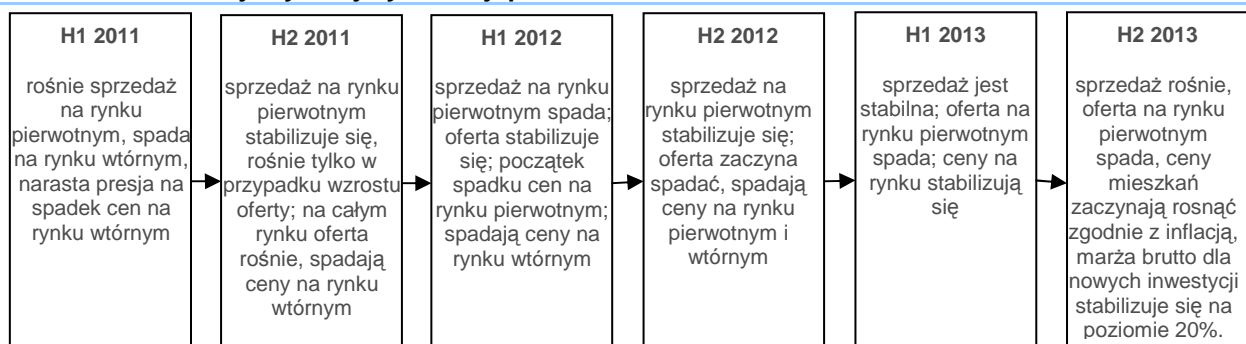 H1 2011
rośnie sprzedaż
na rynku
pierwotnym, spada
na rynku wtórnym,
narasta presja na
spadek cen na
rynku wtórnym
H2 2011
sprzedaż na rynku
pierwotnym
stabilizuje się,
rośnie tylko w
przypadku wzrostu
oferty; na całym
rynku oferta
rośnie, spadają
ceny na rynku
wtórnym
H1 2012
sprzedaż na rynku
pierwotnym spada;
oferta stabilizuje
się; początek
spadku cen na
rynku pierwotnym;
spadają ceny na
rynku wtórnym
H2 2012
sprzedaż na
rynku pierwotnym
stabilizuje się;
oferta zaczyna
spadać, spadają
ceny na rynku
pierwotnym i
wtórnym
H1 2013
sprzedaż jest
stabilna; oferta na
rynku pierwotnym
spada; ceny na
rynku stabilizują
się
H2 2013
sprzedaż rośnie,
oferta na rynku
pierwotnym
spada, ceny
mieszkań
zaczynają rosnąć
zgodnie z inflacją,
marża brutto dla
nowych inwestycji
stabilizuje się na
poziomie 20%.